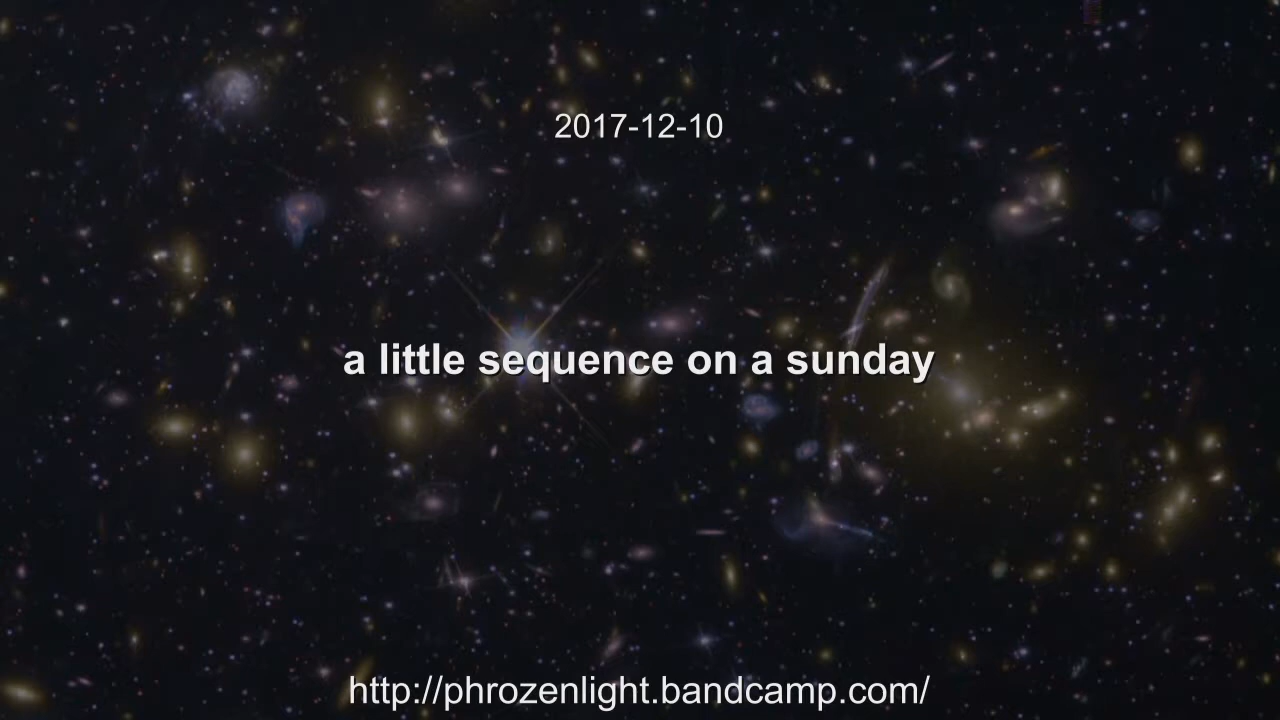 2017-12-10
a little sequence on a sunday
http://phrozenlight.bandcamp.com/